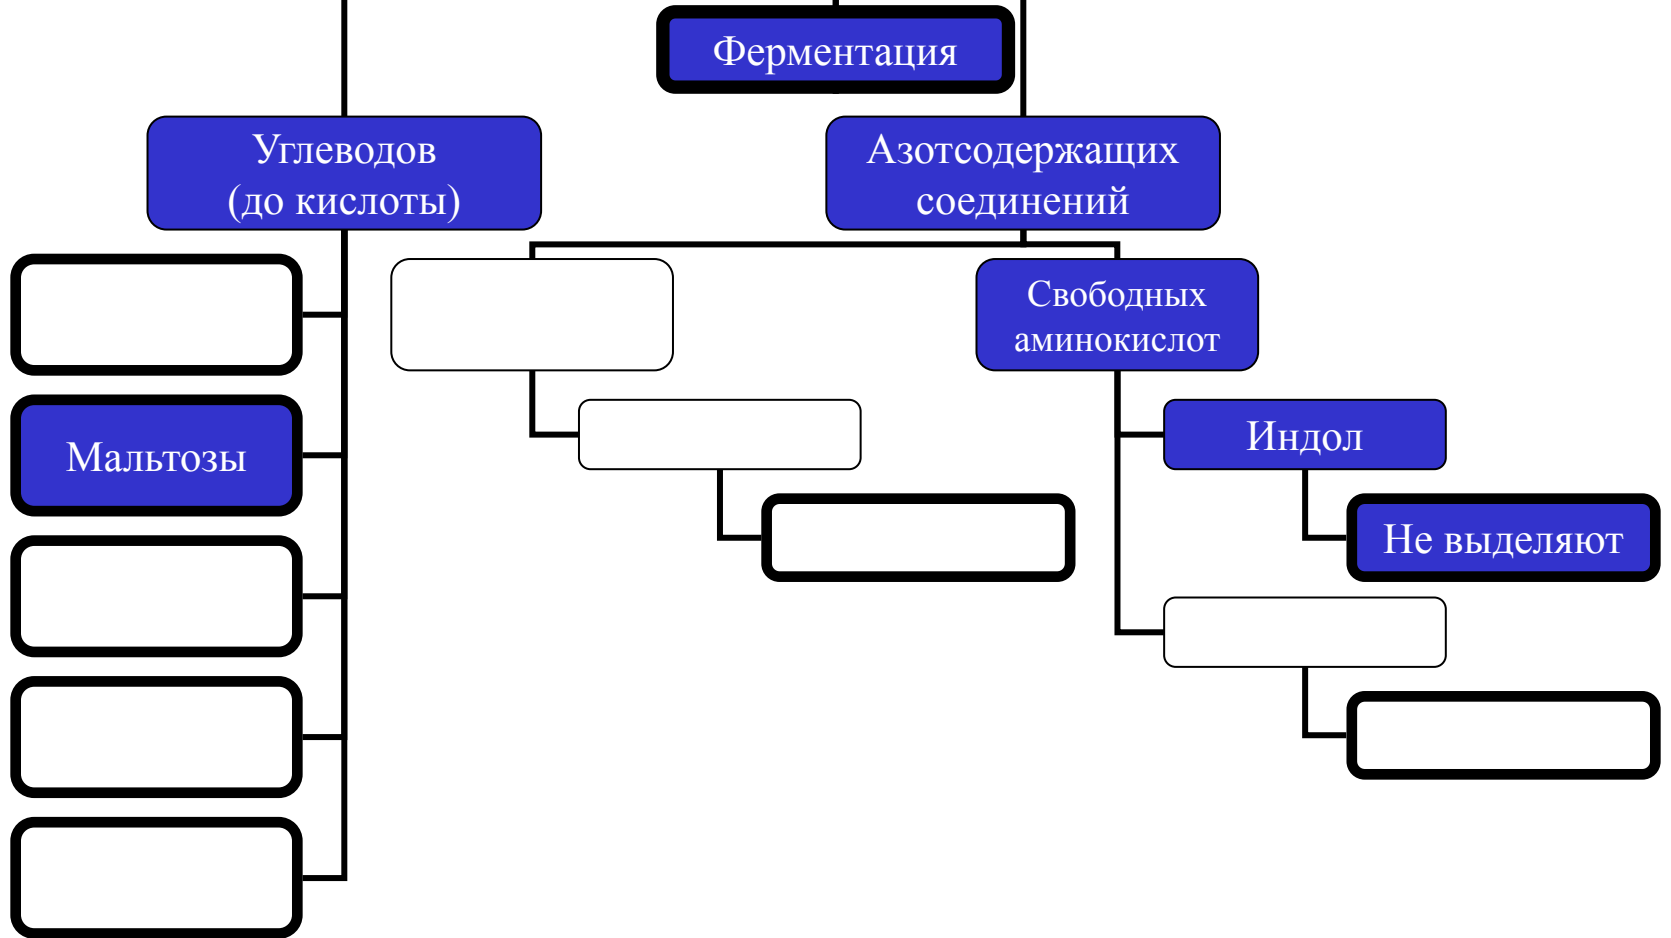 Ферментация
Углеводов
(до кислоты)
Азотсодержащих
соединений
Свободных
аминокислот
Мальтозы
Индол
Не выделяют